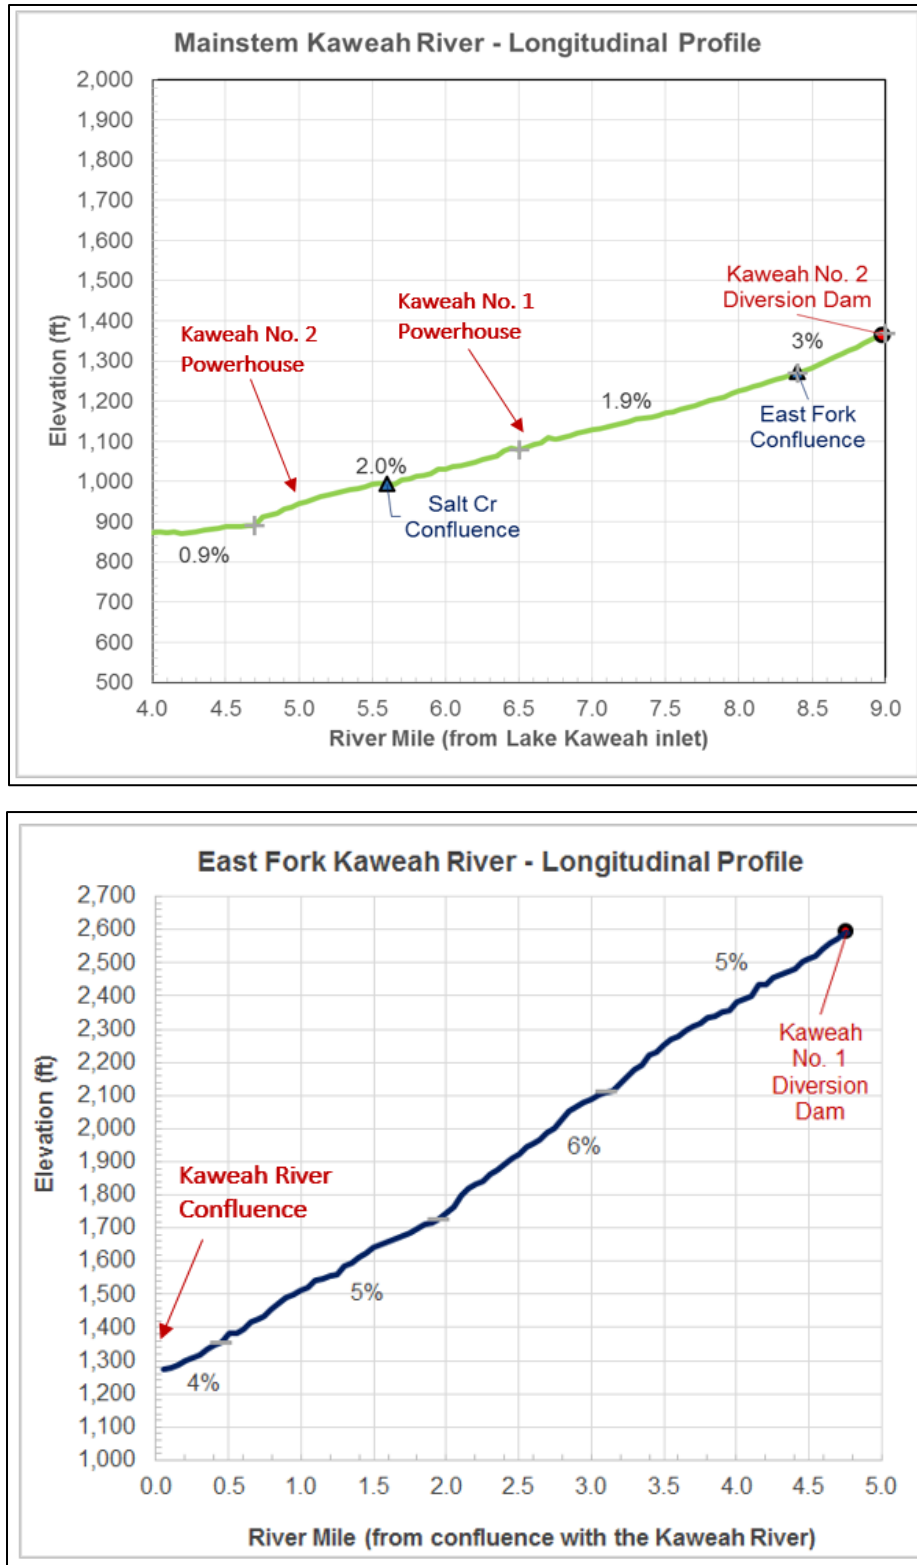 Mainstem Kaweah River - Longitudinal Profile
2,000
1,900
1,800
1,700
1,600
1,500
1,400
1,300
1,200
1,100
1,000
900
800
700
600
500
Elevation (ft)
Kaweah No. 2
Powerhouse
Kaweah No. 1
Powerhouse
Kaweah No. 2
Diversion Dam
3%
1.9%
East Fork
Confluence
2.0%
Salt Cr
Confluence
0.9%
4.0 4.5 5.0 5.5 6.0 6.5 7.0 7.5 8.0 8.5 9.0
River Mile (from Lake Kaweah inlet)
East Fork Kaweah River - Longitudinal Profile
2,700
2,600
2,500
2,400
2,300
2,200
2,100
2,000
1,900
1,800
1,700
1,600
1,500
1,400
1,300
1,200
1,100
1,000
Elevation (ft)
5%
Kaweah
No. 1
Diversion
Dam
6%
Kaweah River
Confluence
5%
4%
0.0 0.5 1.0 1.5 2.0 2.5 3.0 3.5 4.0 4.5 5.0
River Mile (from confluence with the Kaweah River)